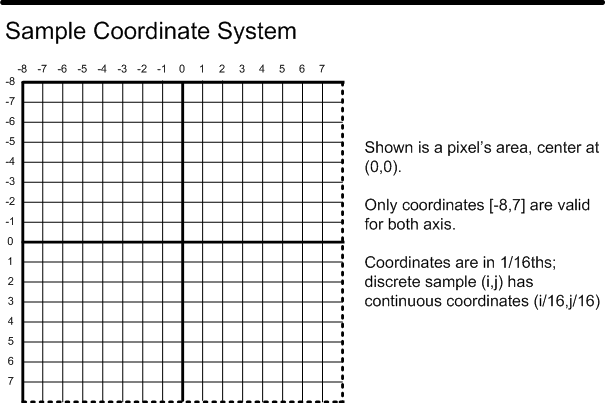 Sample Coordinate System
-8 -7 -6 -5 -4 -3 -2 -1 0 1 2 3 4 5 6 7
-8
-7
-6
-5
-4
-3
-2
-1
0
1
2
3
4
5
6
7
Shown is a pixel's area, center at
(0,0).
Only coordinates [-8,7] are valid
for both axis.
Coordinates are in 1/16ths;
discrete sample (i,j) has
continuous coordinates (i/16,j/16)